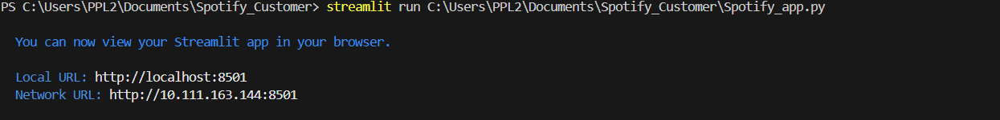 PS C:\Users\PPL2\Documents\Spotify_Customer> streamlit run C:\Users\PPL2\Documents\Spotify_Customer\Spotify_app.py
You can now view your Streamlit app in your browser.
Local URL: http://localhost:8501
Network URL: http://10.111.163.144:8501